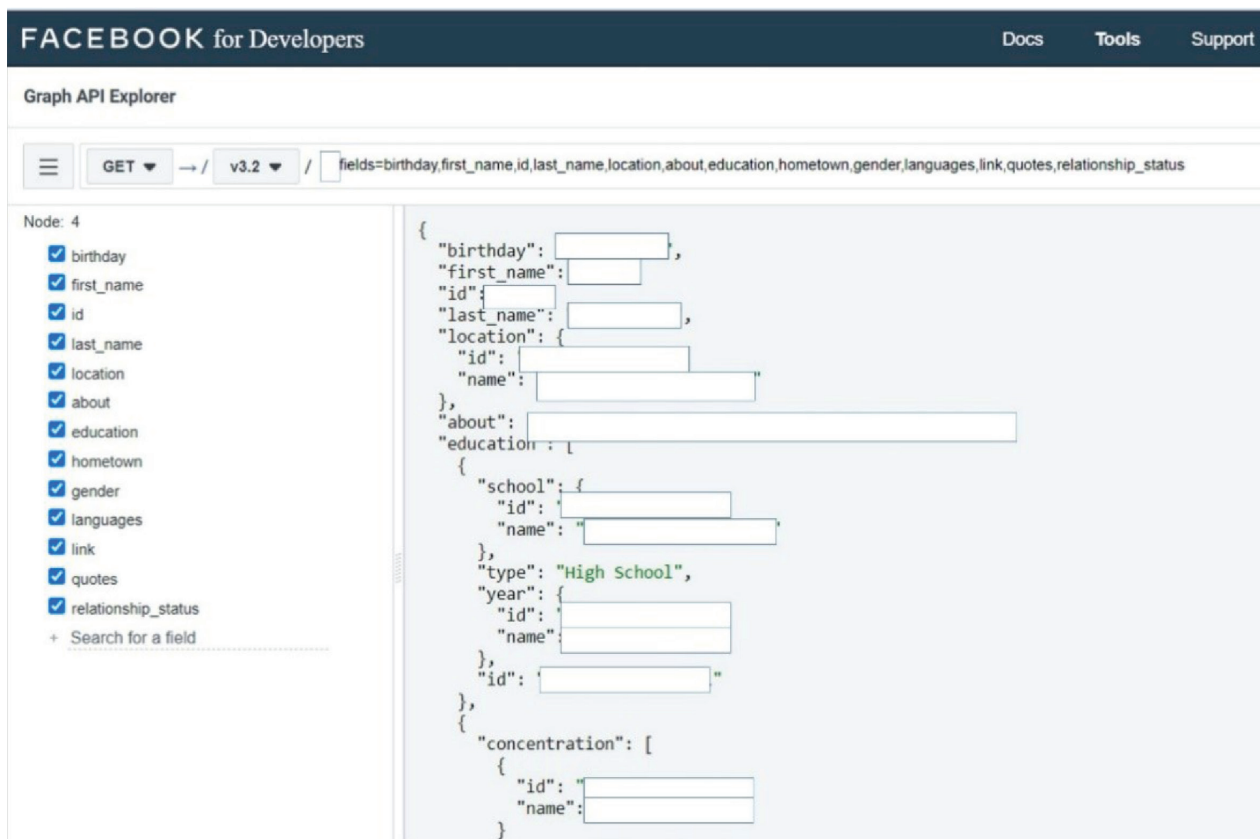 FACEBOOK for Developers Docs Tools Support
Graph API Explorer
GET → / v3.2 / fields=birthday,first_name,id,last_name,location,about,education,hometown,gender,languages,link,quotes,relationship_status
Node: 4
birthday
first_name
id
last_name
location
about
education
hometown
gender
languages
link
quotes
relationship_status
+ Search for a field
{
"birthday": ",
"first_name":
"id":
"last_name": ,
"location": {
"id": "
"name": "
},
"about":
"education": [
{
"school": {
"id": "
"name": "
},
"type": "High School",
"year": {
"id": "
"name":
},
"id": "
},
{
"concentration": [
{
"id": "
"name":
}